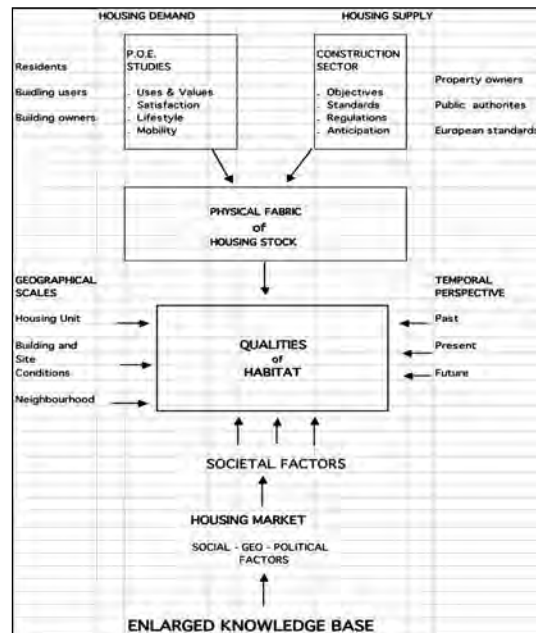 HOUSING DEMAND
HOUSING SUPPLY
P.O.E.
STUDIES
. Uses & Values
. Satisfaction
. Lifestyle
. Mobility
CONSTRUCTION
SECTOR
. Objectives
. Standards
. Regulations
. Anticipation
Residents
Buidling users
Building owners
Property owners
Public authorites
European standards
PHYSICAL FABRIC
of
HOUSING STOCK
GEOGRAPHICAL
SCALES
Housing Unit
Building and
Site
Conditions
Neighbourhood
QUALITIES
of
HABITAT
TEMPORAL
PERSPECTIVE
Past
Present
Future
SOCIETAL FACTORS
HOUSING MARKET
SOCIAL - GEO - POLITICAL
FACTORS
ENLARGED KNOWLEDGE BASE